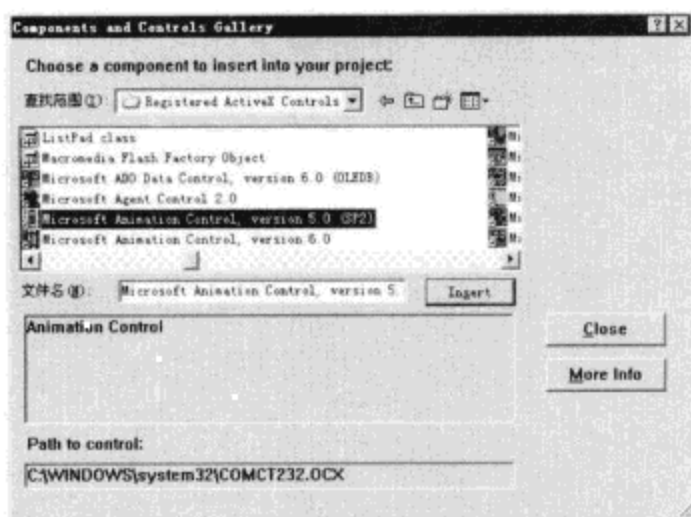 Components and Controls Gallery
Choose a component to insert into your project:
查找范围(I): Registered ActiveX Controls
ListPad class
Macromedia Flash Factory Object
Microsoft ADO Data Control, version 6.0 (OLEDB)
Microsoft Agent Control 2.0
Microsoft Animation Control, version 5.0 (SP2)
Microsoft Animation Control, version 6.0
文件名(N): Microsoft Animation Control, version 5. Insert
Animation Control
Close
More Info
Path to control:
C:\WINDOWS\system32\COMCT232.OCX